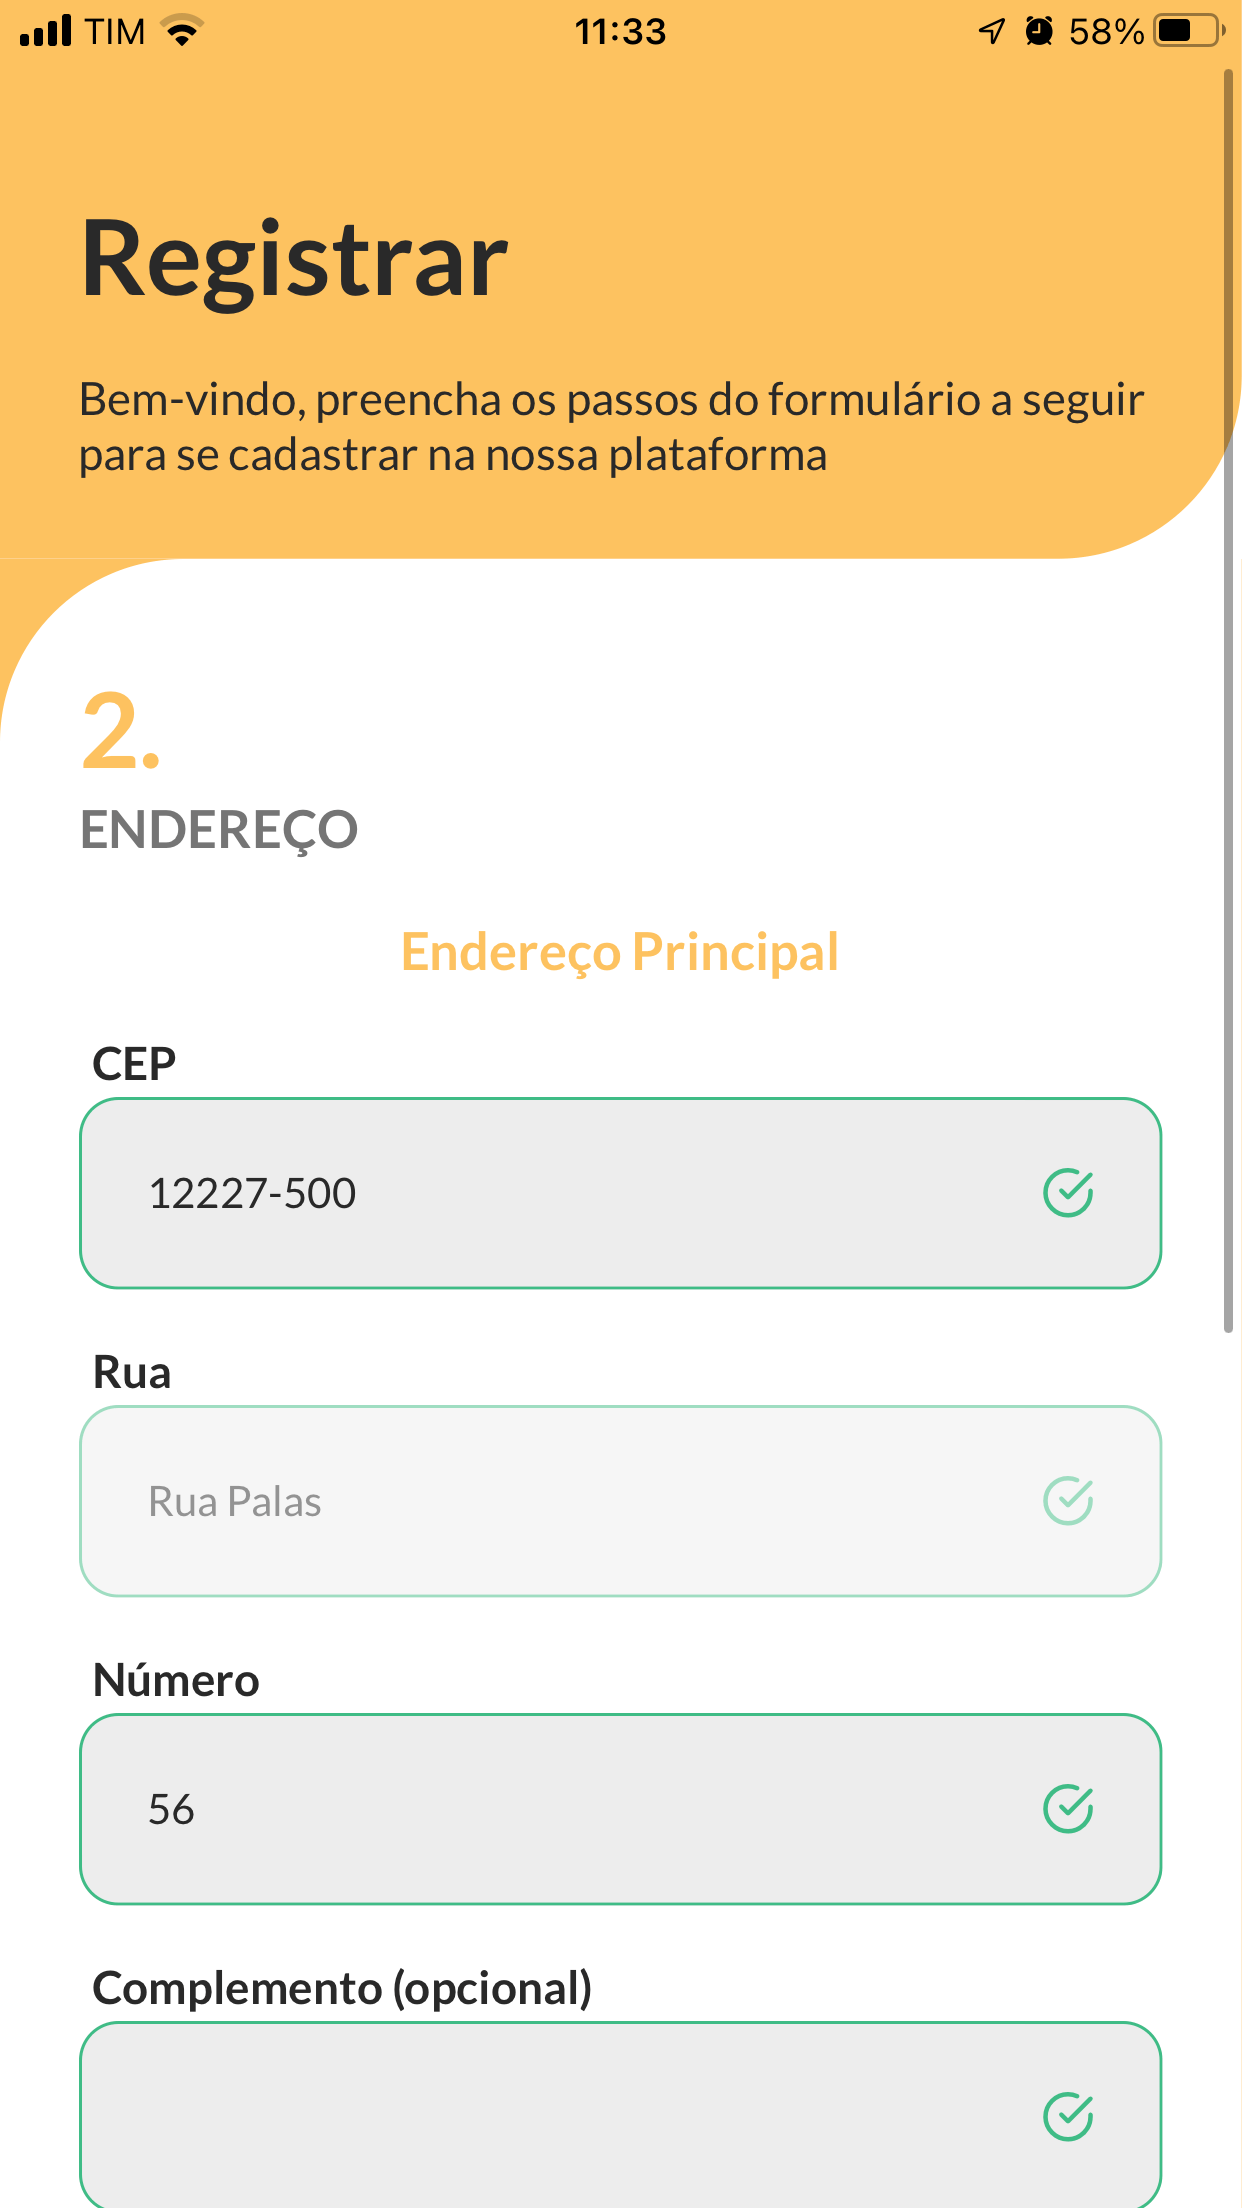 TIM 11:33 58%
Registrar
Bem-vindo, preencha os passos do formulário a seguir
para se cadastrar na nossa plataforma
2.
ENDEREÇO
Endereço Principal
CEP
12227-500
Rua
Rua Palas
Número
56
Complemento (opcional)